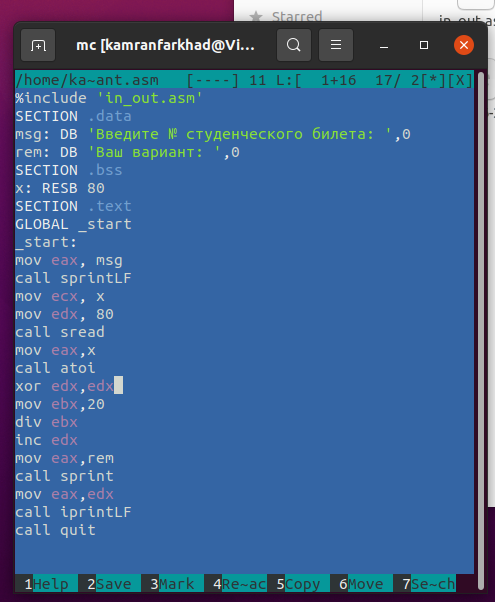 Starred
in_out.as
mc [kamranfarkhad@Vi...
/home/ka~ant.asm [----] 11 L:[ 1+16 17/ 2[*][X]
%include 'in_out.asm'
SECTION .data
msg: DB 'Введите № студенческого билета: ',0
rem: DB 'Ваш вариант: ',0
SECTION .bss
x: RESB 80
SECTION .text
GLOBAL _start
_start:
mov eax, msg
call sprintLF
mov ecx, x
mov edx, 80
call sread
mov eax,x
call atoi
xor edx,edx
mov ebx,20
div ebx
inc edx
mov eax,rem
call sprint
mov eax,edx
call iprintLF
call quit
1Help 2Save 3Mark 4Re~ac 5Copy 6Move 7Se~ch